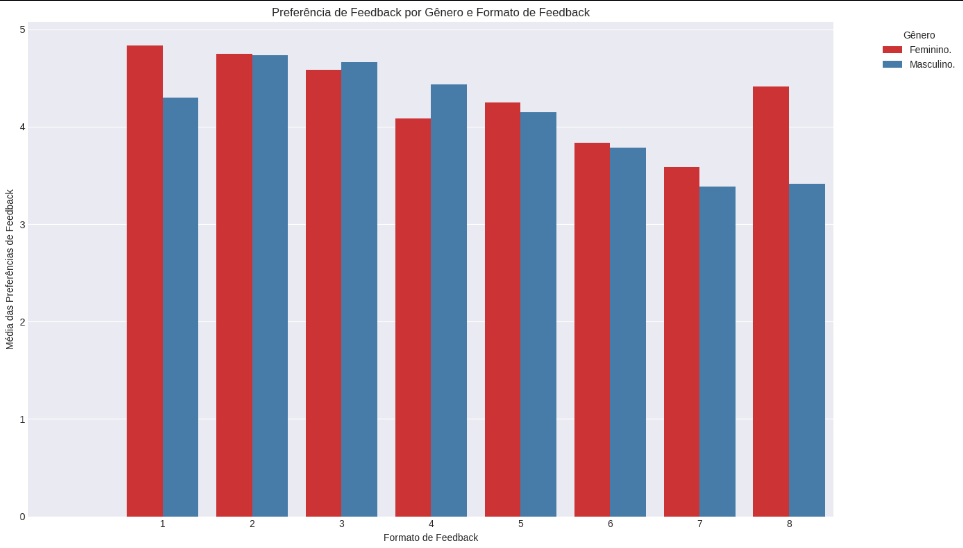 Preferência de Feedback por Gênero e Formato de Feedback
Gênero
Feminino.
Masculino.
Média das Preferências de Feedback
5
4
3
2
1
0
1 2 3 4 5 6 7 8
Formato de Feedback